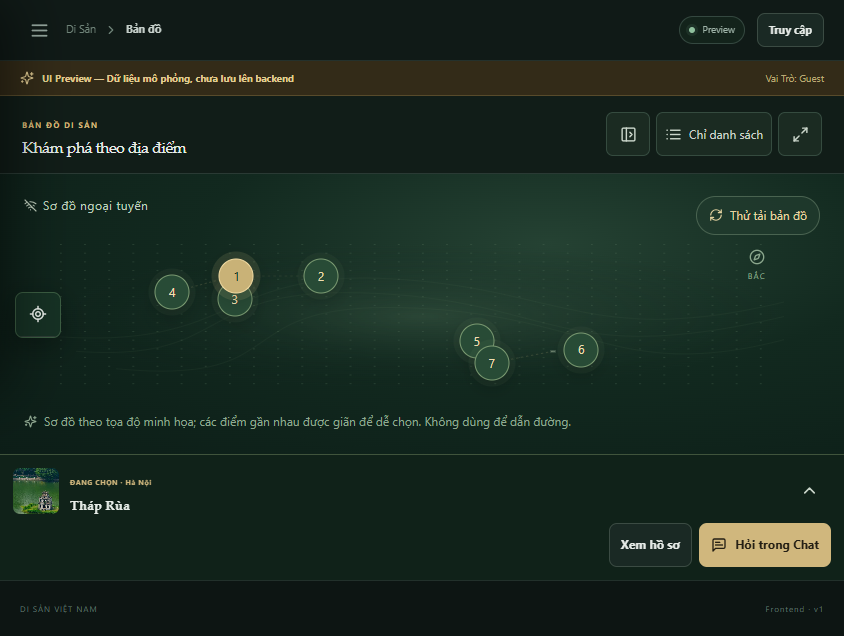 Di Sản > Bản đồ
Preview
Truy cập
UI Preview — Dữ liệu mô phỏng, chưa lưu lên backend
Vai Trò: Guest
BẢN ĐỒ DI SẢN
Khám phá theo địa điểm
Chỉ danh sách
Sơ đồ ngoại tuyến
Thử tải bản đồ
BẮC
1
2
4
3
5
6
7
Sơ đồ theo tọa độ minh họa; các điểm gần nhau được giãn để dễ chọn. Không dùng để dẫn đường.
ĐANG CHỌN · Hà Nội
Tháp Rùa
Xem hồ sơ
Hỏi trong Chat
DI SẢN VIỆT NAM
Frontend · v1